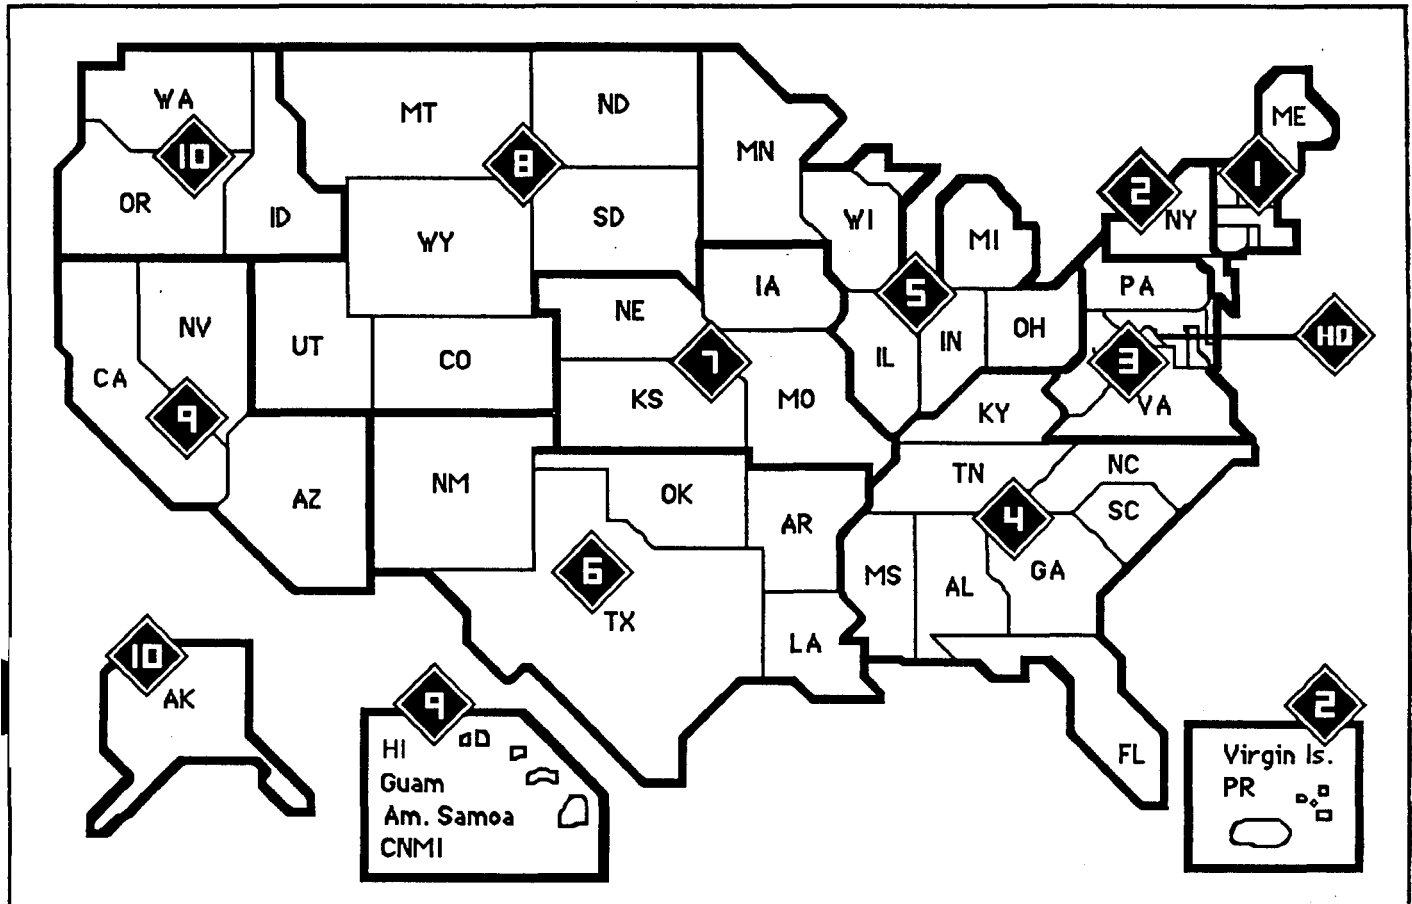 ME
WA
MT
ND
MN
10
8
2
1
OR
ID
WY
SD
WI
MI
NY
IA
5
PA
NV
UT
CO
NE
IL
IN
OH
HQ
CA
9
KS
7
MO
3
KY
VA
AZ
NM
OK
TN
NC
AR
4
SC
6
TX
MS
AL
GA
LA
10
AK
9
HI
Guam
Am. Samoa
CNMI
FL
2
Virgin Is.
PR